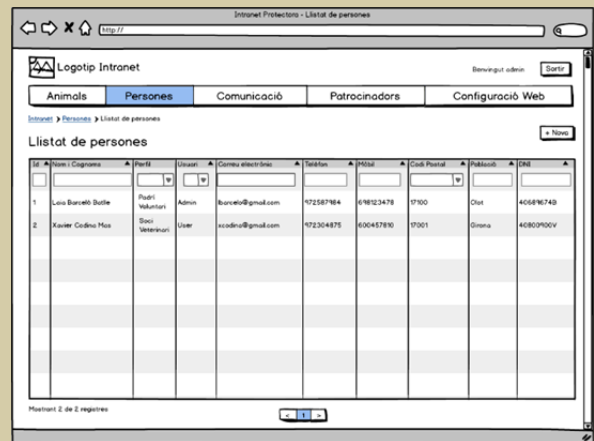 Intranet Protectora - Llistat de persones
http://
Logotip Intranet
Benvingut admin
Sortir
Animals Persones Comunicació Patrocinadors Configuració Web
Intranet > Persones > Llistat de persones
+ Nova
Llistat de persones
Id Nom i Cognoms Perfil Usuari Correu electrònic Telèfon Mòbil Codi Postal Població DNI
1 Laia Barceló Batlle Padrí Voluntari Admin lbarcelo@gmail.com 972587984 698123478 17100 Olot 40689674B
2 Xavier Codina Mas Soci Veterinari User xcodina@gmail.com 972304875 600457810 17001 Girona 40800900V
Mostrant 2 de 2 registres
< 1 >